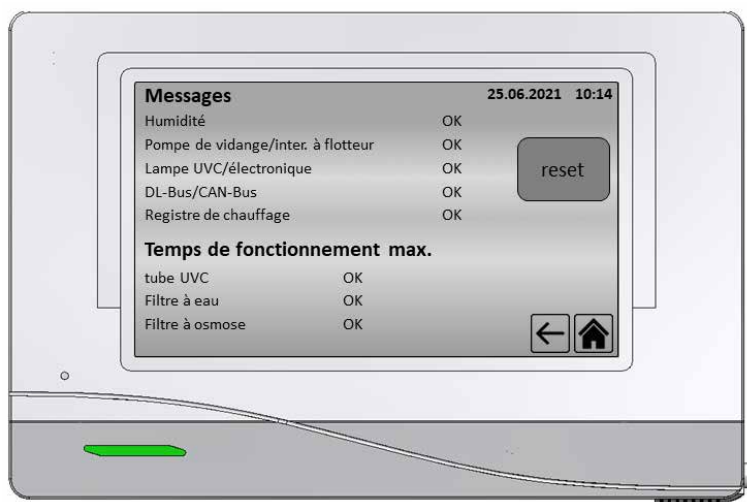 Messages 25.06.2021 10:14
Humidité OK
Pompe de vidange/inter. à flotteur OK
Lampe UVC/électronique OK
reset
DL-Bus/CAN-Bus OK
Registre de chauffage OK
Temps de fonctionnement max.
tube UVC OK
Filtre à eau OK
Filtre à osmose OK